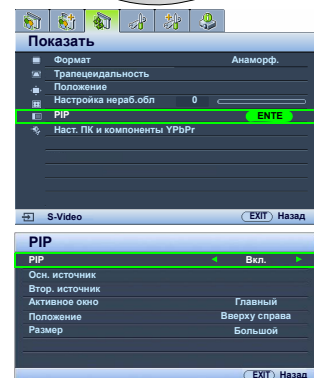 Показать
Формат Анаморф.
Трапецеидальность
Положение
Настройка нераб.обл 0
PIP ENTE
Наст. ПК и компоненты YPbPr
S-Video EXIT Назад
PIP
PIP Вкл.
Осн. источник
Втор. источник
Активное окно Главный
Положение Вверху справа
Размер Большой
EXIT Назад